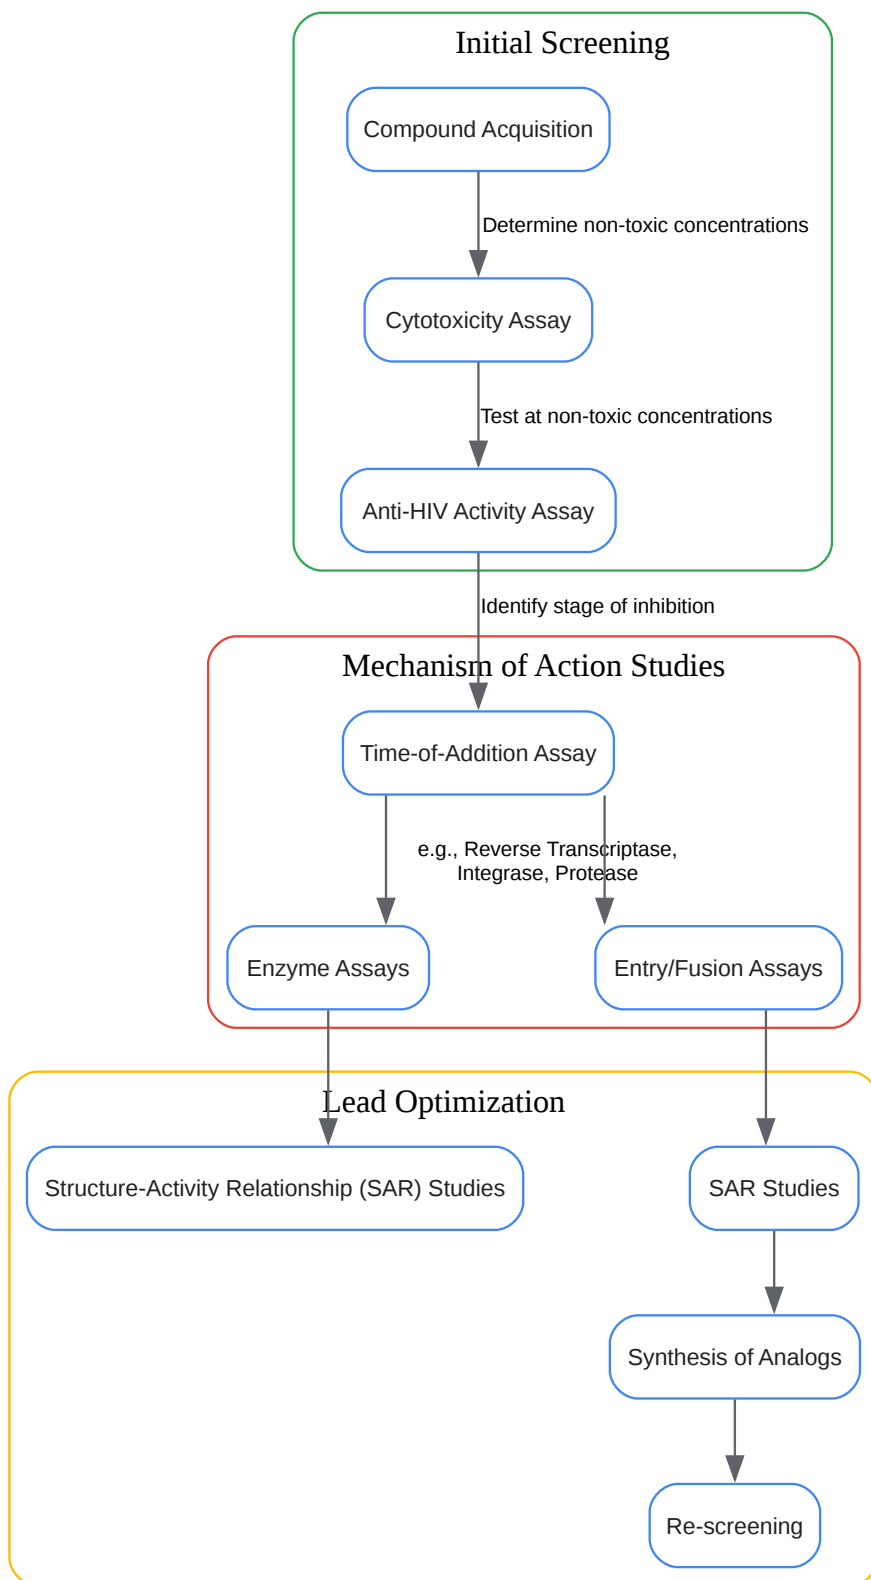 Initial Screening
Compound Acquisition
Determine non-toxic concentrations
Cytotoxicity Assay
Test at non-toxic concentrations
Anti-HIV Activity Assay
Identify stage of inhibition
Mechanism of Action Studies
Time-of-Addition Assay
e.g., Reverse Transcriptase,
Integrase, Protease
Enzyme Assays
Entry/Fusion Assays
Lead Optimization
Structure-Activity Relationship (SAR) Studies
SAR Studies
Synthesis of Analogs
Re-screening